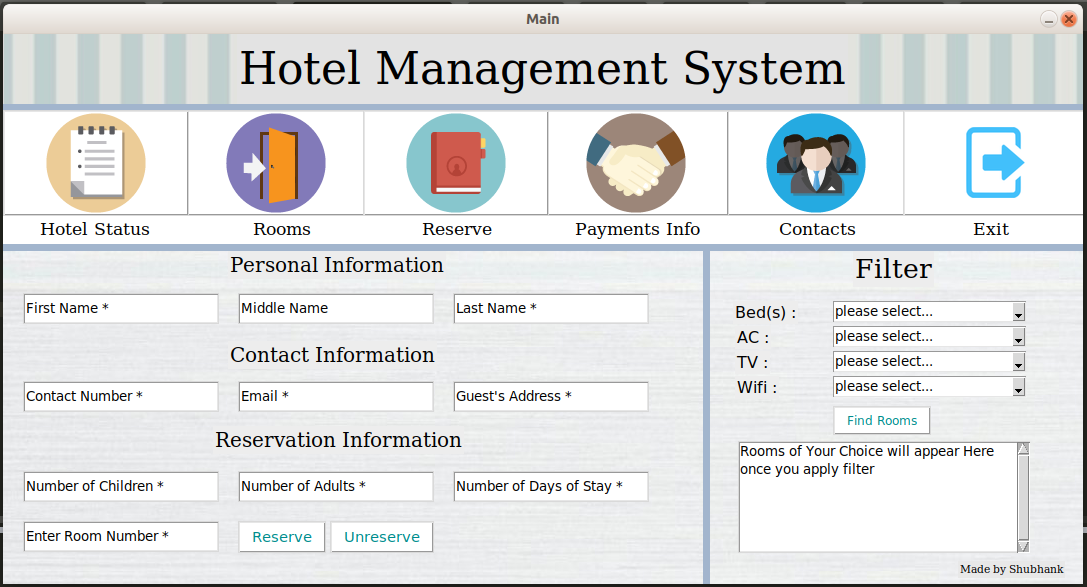 Main
Hotel Management System
Hotel Status
Rooms
Reserve
Payments Info
Contacts
Exit
Personal Information
First Name *
Middle Name
Last Name *
Contact Information
Contact Number *
Email *
Guest's Address *
Reservation Information
Number of Children *
Number of Adults *
Number of Days of Stay *
Enter Room Number *
Reserve
Unreserve
Filter
Bed(s) :
please select...
AC :
please select...
TV :
please select...
Wifi :
please select...
Find Rooms
Rooms of Your Choice will appear Here
once you apply filter
Made by Shubhank